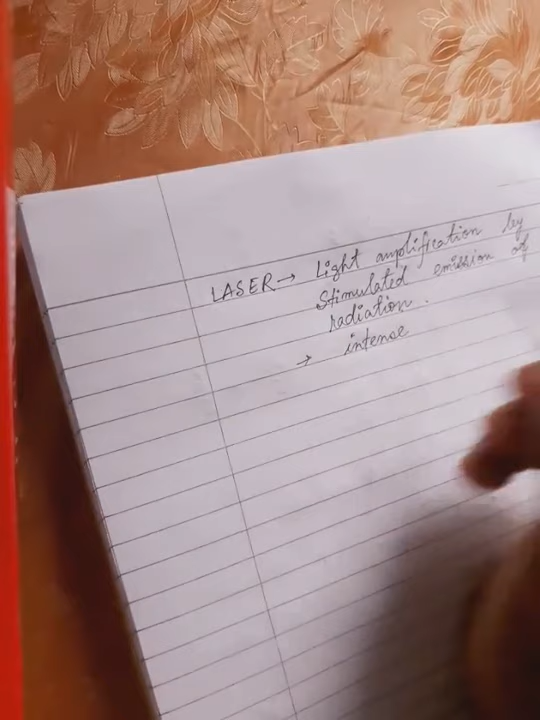 LASER → Light amplification by
Stimulated emission of
radiation.
→ intense